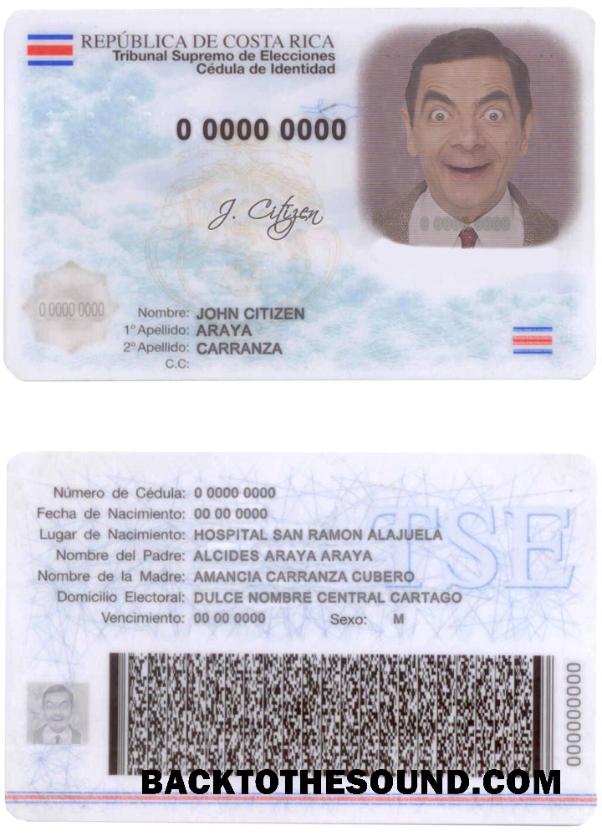 REPÚBLICA DE COSTA RICA
Tribunal Supremo de Elecciones
Cédula de Identidad
0 0000 0000
J. Citizen
0 0000 0000
0 0000 0000
Nombre: JOHN CITIZEN
1º Apellido: ARAYA
2º Apellido: CARRANZA
C.C:
Número de Cédula: 0 0000 0000
Fecha de Nacimiento: 00 00 0000
Lugar de Nacimiento: HOSPITAL SAN RAMON ALAJUELA
Nombre del Padre: ALCIDES ARAYA ARAYA
Nombre de la Madre: AMANCIA CARRANZA CUBERO
Domicilio Electoral: DULCE NOMBRE CENTRAL CARTAGO
Vencimiento: 00 00 0000 Sexo: M
TSE
000000000
BACKTOTHESOUND.COM